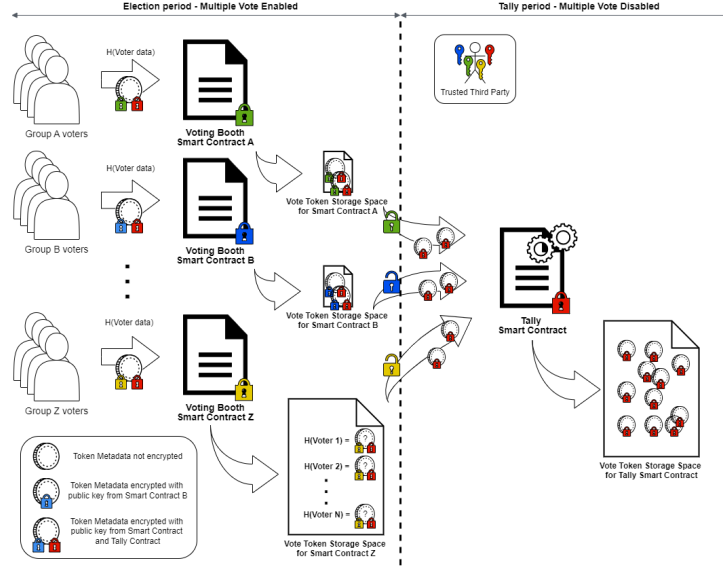 Election period - Multiple Vote Enabled
Tally period - Multiple Vote Disabled
H(Voter data)
Group A voters
Voting Booth
Smart Contract A
Trusted Third Party
H(Voter data)
Vote Token Storage Space
for Smart Contract A
Group B voters
Voting Booth
Smart Contract B
Vote Token Storage Space
for Smart Contract B
H(Voter data)
Tally
Smart Contract
Group Z voters
Voting Booth
Smart Contract Z
H(Voter 1) =
?
H(Voter 2) =
?
H(Voter N) =
?
Vote Token Storage Space
for Smart Contract Z
Vote Token Storage Space
for Tally Smart Contract
Token Metadata not encrypted
Token Metadata encrypted with
public key from Smart Contract B
Token Metadata encrypted with
public key from Smart Contract
and Tally Contract